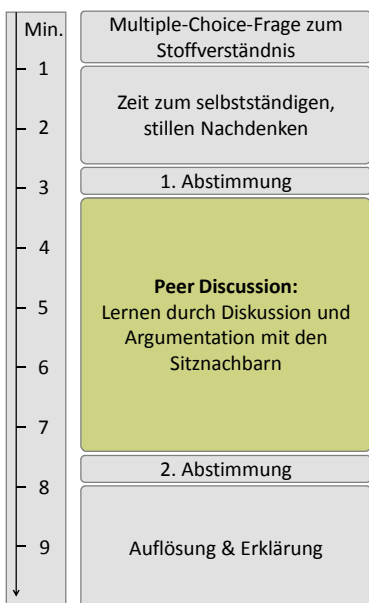 Min.
Multiple-Choice-Frage zum
Stoffverständnis
1
Zeit zum selbstständigen,
2
stillen Nachdenken
3
1. Abstimmung
4
Peer Discussion:
5
Lernen durch Diskussion und
Argumentation mit den
6
Sitznachbarn
7
2. Abstimmung
8
9
Auflösung & Erklärung